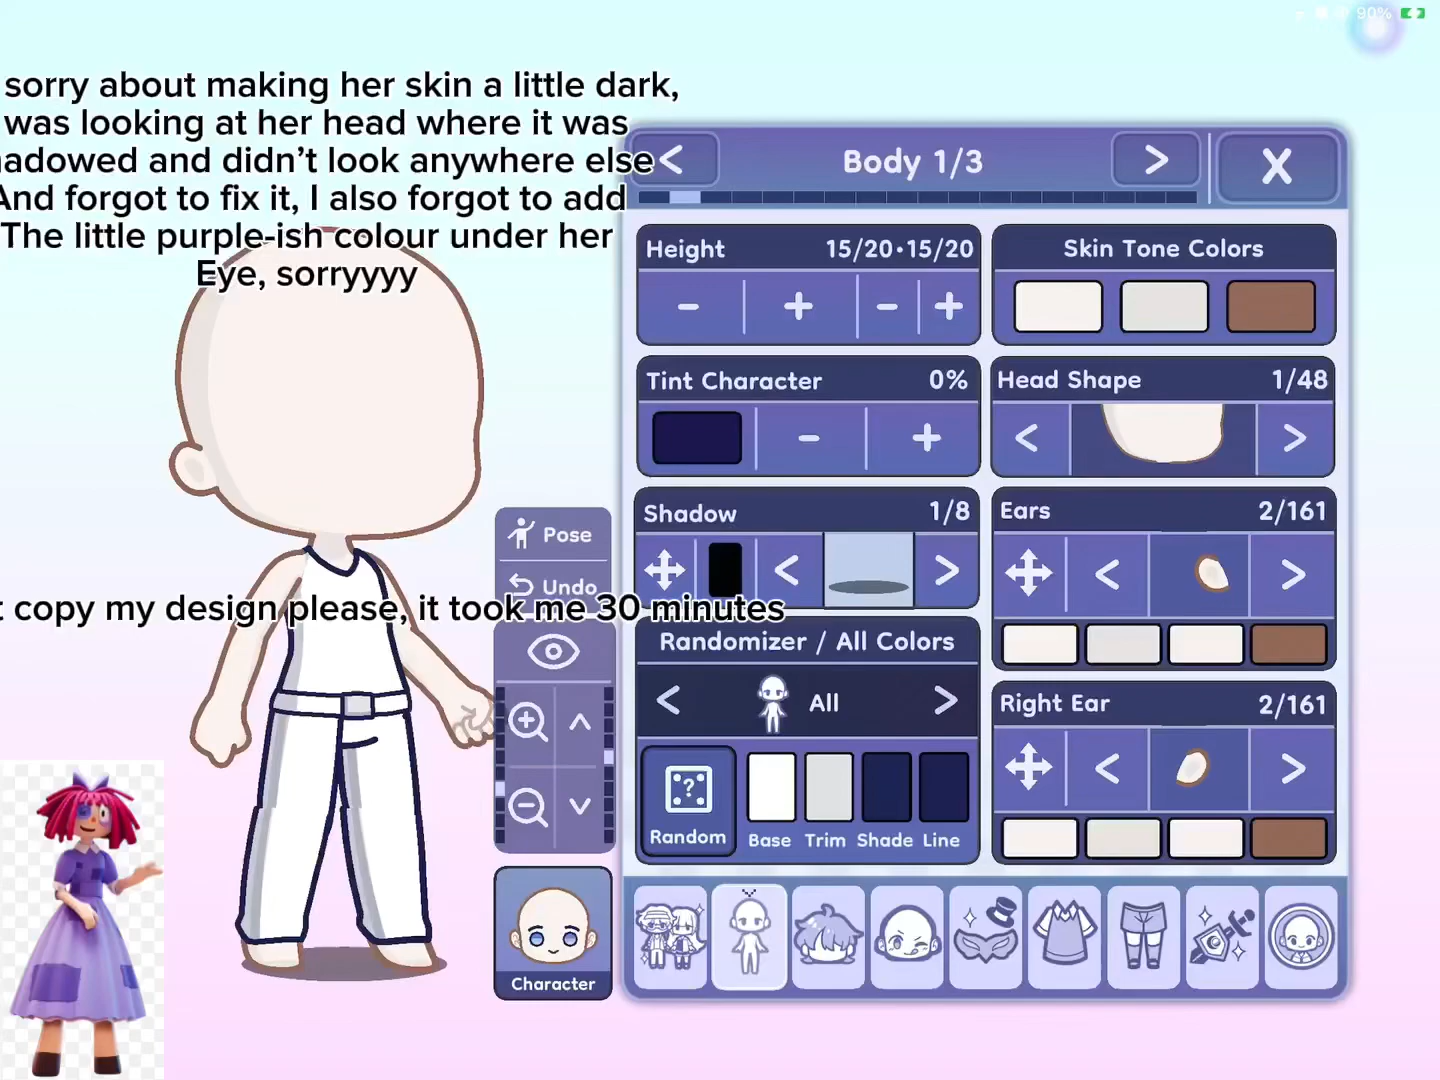 90%
sorry about making her skin a little dark,
was looking at her head where it was
adowed and didn't look anywhere else
And forgot to fix it, I also forgot to add
The little purple-ish colour under her
Eye, sorryyyy
copy my design please, it took me 30 minutes
< Body 1/3 > X
Height 15/20•15/20
- + - +
Skin Tone Colors
Tint Character 0%
- +
Head Shape 1/48
< >
Shadow 1/8
< >
Ears 2/161
< >
Pose
Undo
Randomizer / All Colors
< All >
Right Ear 2/161
< >
?
Random Base Trim Shade Line
Character